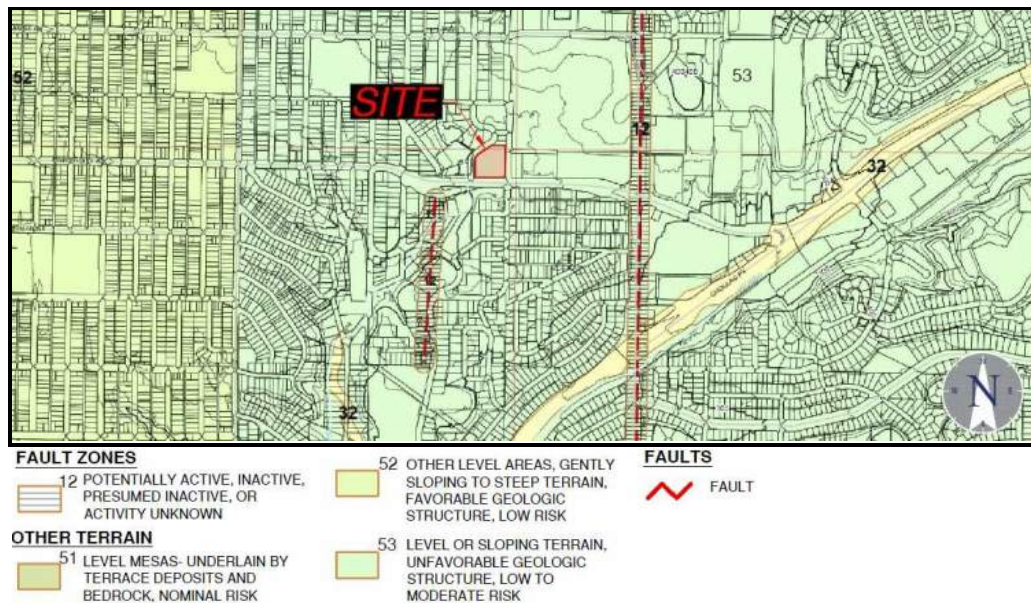 52
53
SITE
12
32
32
N
W
E
FAULT ZONES
12 POTENTIALLY ACTIVE, INACTIVE,
PRESUMED INACTIVE, OR
ACTIVITY UNKNOWN
OTHER TERRAIN
51 LEVEL MESAS- UNDERLAIN BY
TERRACE DEPOSITS AND
BEDROCK, NOMINAL RISK
52 OTHER LEVEL AREAS, GENTLY
SLOPING TO STEEP TERRAIN,
FAVORABLE GEOLOGIC
STRUCTURE, LOW RISK
53 LEVEL OR SLOPING TERRAIN,
UNFAVORABLE GEOLOGIC
STRUCTURE, LOW TO
MODERATE RISK
FAULTS
FAULT